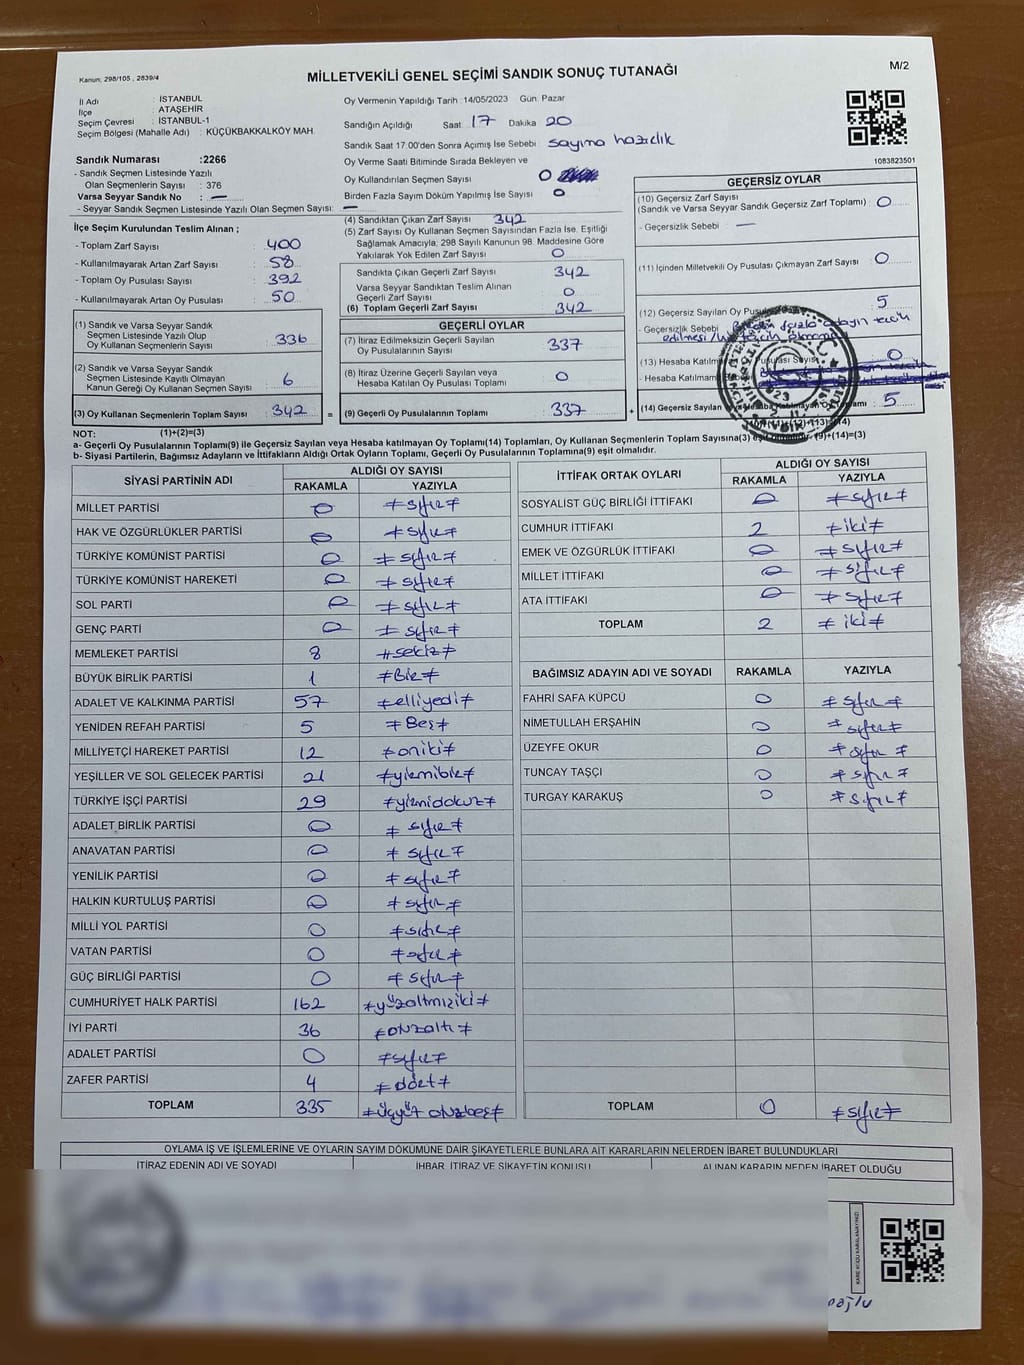 Kanun; 298/105 , 2839/4
MİLLETVEKİLİ GENEL SEÇİMİ SANDIK SONUÇ TUTANAĞI
M/2
İl Adı : İSTANBUL
İlçe : ATAŞEHİR
Seçim Çevresi : İSTANBUL-1
Seçim Bölgesi (Mahalle Adı) : KÜÇÜKBAKKALKÖY MAH
Sandık Numarası :2266
- Sandık Seçmen Listesinde Yazılı
Olan Seçmenlerin Sayısı : 376
Varsa Seyyar Sandık No : —
- Seyyar Sandık Seçmen Listesinde Yazılı Olan Seçmen Sayısı: —
Oy Vermenin Yapıldığı Tarih :14/05/2023 Gün: Pazar
Sandığın Açıldığı Saat 17 Dakika 20
Sandık Saat 17:00'den Sonra Açımış İse Sebebi sayıma hazırlık
Oy Verme Saati Bitiminde Sırada Bekleyen ve
Oy Kullandırılan Seçmen Sayısı 0
Birden Fazla Sayım Döküm Yapılmış İse Sayısı 0
1083823501
İlçe Seçim Kurulundan Teslim Alınan ;
- Toplam Zarf Sayısı : 400
- Kullanılmayarak Artan Zarf Sayısı : 58
- Toplam Oy Pusulası Sayısı : 392
- Kullanılmayarak Artan Oy Pusulası : 50
(1) Sandık ve Varsa Seyyar Sandık
Seçmen Listesinde Yazılı Olup
Oy Kullanan Seçmenlerin Sayısı : 336
(2) Sandık ve Varsa Seyyar Sandık
Seçmen Listesinde Kayıtlı Olmayan
Kanun Gereği Oy Kullanan Seçmen Sayısı : 6
(3) Oy Kullanan Seçmenlerin Toplam Sayısı : 342
(4) Sandıktan Çıkan Zarf Sayısı 342
(5) Zarf Sayısı Oy Kullanan Seçmen Sayısından Fazla İse, Eşitliği
Sağlamak Amacıyla, 298 Sayılı Kanunun 98. Maddesine Göre
Yakılarak Yok Edilen Zarf Sayısı 0
Sandıkta Çıkan Geçerli Zarf Sayısı 342
Varsa Seyyar Sandıktan Teslim Alınan
Geçerli Zarf Sayısı 0
(6) Toplam Geçerli Zarf Sayısı 342
GEÇERLİ OYLAR
(7) İtiraz Edilmeksizin Geçerli Sayılan
Oy Pusulalarının Sayısı 337
(8) İtiraz Üzerine Geçerli Sayılan veya
Hesaba Katılan Oy Pusulası Toplamı 0
= (9) Geçerli Oy Pusulalarının Toplamı 337
GEÇERSİZ OYLAR
(10) Geçersiz Zarf Sayısı
(Sandık ve Varsa Seyyar Sandık Geçersiz Zarf Toplamı) : 0
- Geçersizlik Sebebi —
(11) İçinden Milletvekili Oy Pusulası Çıkmayan Zarf Sayısı 0
(12) Geçersiz Sayılan Oy 5
- Geçersizlik Sebebi
(13) Hesaba 0
- Hesaba
+ (14) Geçersiz Sayılan 5
NOT: (1)+(2)=(3)
a- Geçerli Oy Pusulalarının Toplamı(9) ile Geçersiz Sayılan veya Hesaba katılmayan Oy Toplamı(14) Toplamları, Oy Kullanan Seçmenlerin Toplam Sayısına(3) eşit olmalıdır. (9)+(14)=(3)
b- Siyasi Partilerin, Bağımsız Adayların ve İttifakların Aldığı Ortak Oyların Toplamı, Geçerli Oy Pusulalarının Toplamına(9) eşit olmalıdır.
SİYASİ PARTİNİN ADI ALDIĞI OY SAYISI
RAKAMLA YAZIYLA
MİLLET PARTİSİ 0 ≠sıfır≠
HAK VE ÖZGÜRLÜKLER PARTİSİ 0 ≠sıfır≠
TÜRKİYE KOMÜNİST PARTİSİ 0 ≠sıfır≠
TÜRKİYE KOMÜNİST HAREKETİ 0 ≠sıfır≠
SOL PARTİ 0 ≠sıfır≠
GENÇ PARTİ 0 ≠sıfır≠
MEMLEKET PARTİSİ 8 ≠sekiz≠
BÜYÜK BİRLİK PARTİSİ 1 ≠Bir≠
ADALET VE KALKINMA PARTİSİ 57 ≠elliyedi≠
YENİDEN REFAH PARTİSİ 5 ≠Beş≠
MİLLİYETÇİ HAREKET PARTİSİ 12 ≠oniki≠
YEŞİLLER VE SOL GELECEK PARTİSİ 21 ≠yirmibir≠
TÜRKİYE İŞÇİ PARTİSİ 29 ≠yirmidokuz≠
ADALET BİRLİK PARTİSİ 0 ≠sıfır≠
ANAVATAN PARTİSİ 0 ≠sıfır≠
YENİLİK PARTİSİ 0 ≠sıfır≠
HALKIN KURTULUŞ PARTİSİ 0 ≠sıfır≠
MİLLİ YOL PARTİSİ 0 ≠sıfır≠
VATAN PARTİSİ 0 ≠sıfır≠
GÜÇ BİRLİĞİ PARTİSİ 0 ≠sıfır≠
CUMHURİYET HALK PARTİSİ 162 ≠yüzaltmışiki≠
İYİ PARTİ 36 ≠otuzaltı≠
ADALET PARTİSİ 0 ≠sıfır≠
ZAFER PARTİSİ 4 ≠dört≠
TOPLAM 335 ≠üçyüz otuzbeş≠
İTTİFAK ORTAK OYLARI ALDIĞI OY SAYISI
RAKAMLA YAZIYLA
SOSYALIST GÜÇ BİRLİĞİ İTTİFAKI 0 ≠sıfır≠
CUMHUR İTTİFAKI 2 ≠iki≠
EMEK VE ÖZGÜRLÜK İTTİFAKI 0 ≠sıfır≠
MİLLET İTTİFAKI 0 ≠sıfır≠
ATA İTTİFAKI 0 ≠sıfır≠
TOPLAM 2 ≠iki≠
BAĞIMSIZ ADAYIN ADI VE SOYADI RAKAMLA YAZIYLA
FAHRİ SAFA KÜPCÜ 0 ≠sıfır≠
NİMETULLAH ERŞAHİN 0 ≠sıfır≠
ÜZEYFE OKUR 0 ≠sıfır≠
TUNCAY TAŞÇİ 0 ≠sıfır≠
TURGAY KARAKUŞ 0 ≠sıfır≠
TOPLAM 0 ≠sıfır≠
OYLAMA İŞ VE İŞLEMLERİNE VE OYLARIN SAYIM DÖKÜMÜNE DAİR ŞİKAYETLERLE BUNLARA AİT KARARLARIN NELERDEN İBARET BULUNDUKLARI
İTİRAZ EDENİN ADI VE SOYADI İHBAR, İTİRAZ VE ŞİKAYETİN KONUSU ALINAN KARARIN NEDEN İBARET OLDUĞU